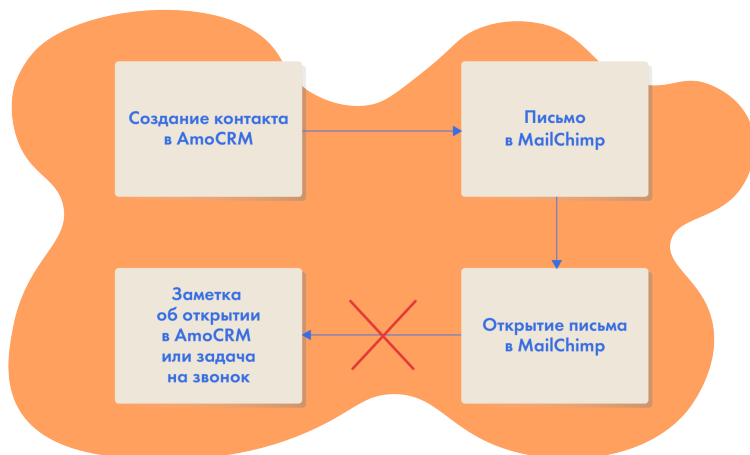 Создание контакта
в AmoCRM
Письмо
в MailChimp
Открытие письма
в MailChimp
Заметка
об открытии
в AmoCRM
или задача
на звонок